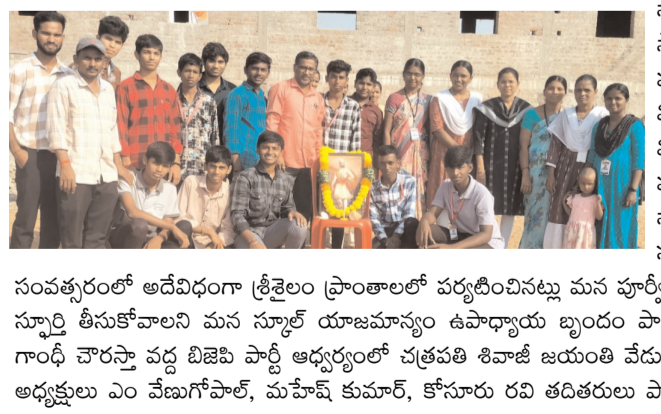 సంవత్సరంలో అదేవిధంగా శ్రీశైలం ప్రాంతాలలో పర్యటించినట్లు మన
స్ఫూర్తి తీసుకోవాలని మన స్కూల్ యాజమాన్యం ఉపాధ్యాయ బృందం
గాంధీ చౌరస్తా వద్ద బిజెపి పార్టీ ఆధ్వర్యంలో చత్రపతి శివాజీ జయంతి
అధ్యక్షులు ఎం వేణుగోపాల్, మహేష్ కుమార్, కోసూరు రవి తదితరులు